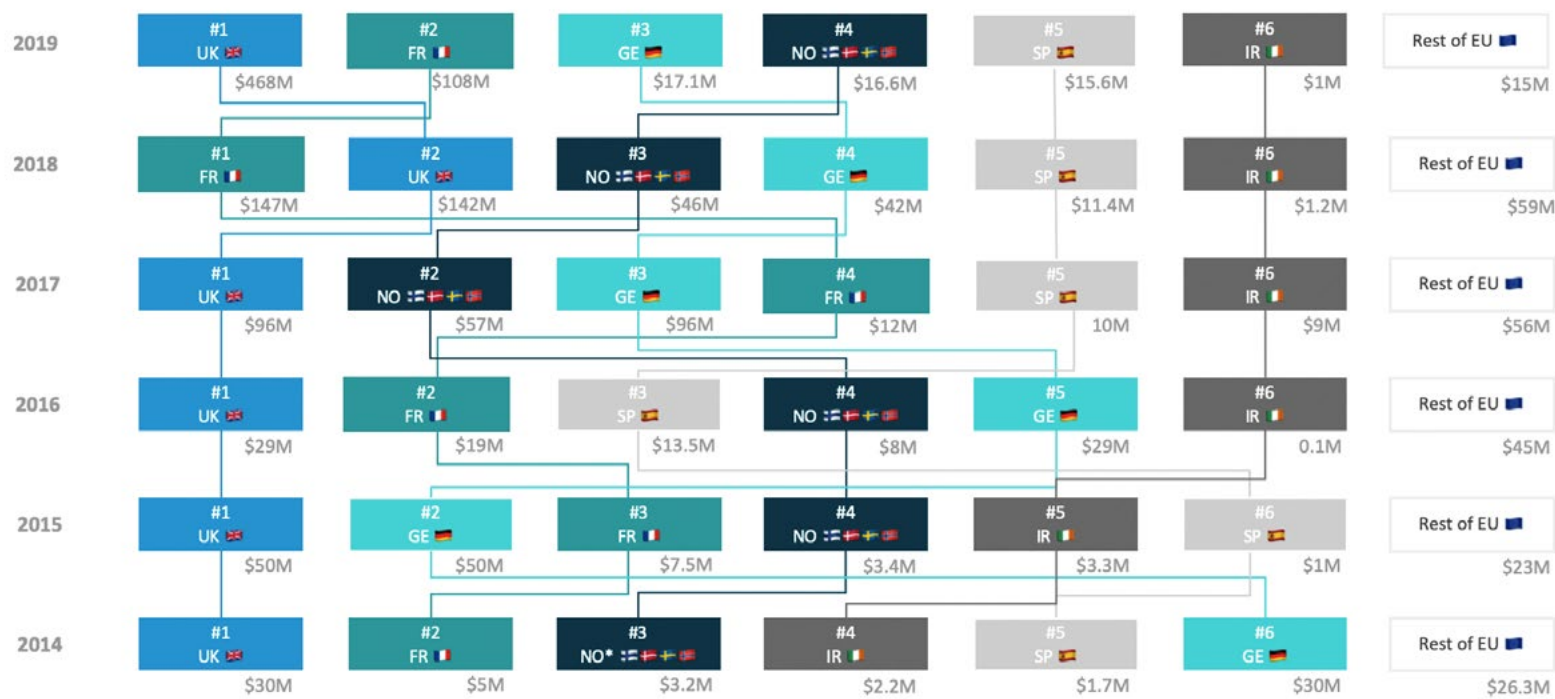 2019
#1
UK
$468M
#2
FR
$108M
#3
GE
$17.1M
#4
NO
$16.6M
#5
SP
$15.6M
#6
IR
$1M
Rest of EU
$15M
2018
#1
FR
$147M
#2
UK
$142M
#3
NO
$46M
#4
GE
$42M
#5
SP
$11.4M
#6
IR
$1.2M
Rest of EU
$59M
2017
#1
UK
$96M
#2
NO
$57M
#3
GE
$96M
#4
FR
$12M
#5
SP
10M
#6
IR
$9M
Rest of EU
$56M
2016
#1
UK
$29M
#2
FR
$19M
#3
SP
$13.5M
#4
NO
$8M
#5
GE
$29M
#6
IR
0.1M
Rest of EU
$45M
2015
#1
UK
$50M
#2
GE
$50M
#3
FR
$7.5M
#4
NO
$3.4M
#5
IR
$3.3M
#6
SP
$1M
Rest of EU
$23M
2014
#1
UK
$30M
#2
FR
$5M
#3
NO*
$3.2M
#4
IR
$2.2M
#5
SP
$1.7M
#6
GE
$30M
Rest of EU
$26.3M